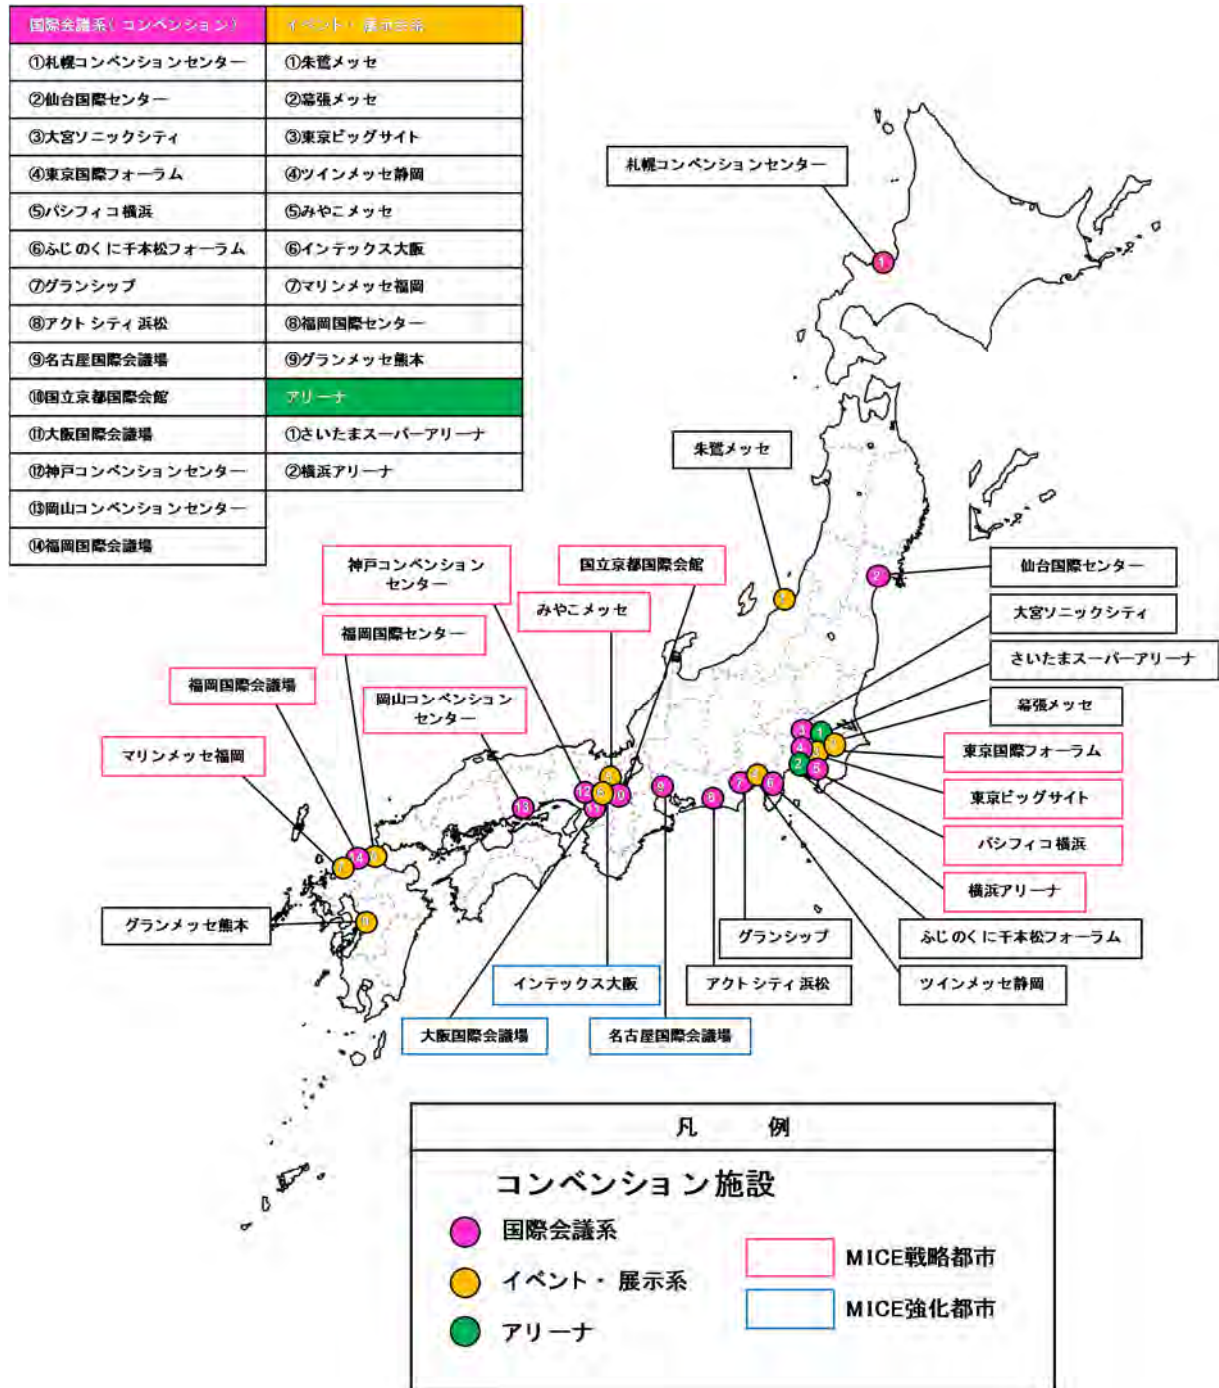 国際会議系(コンベンション) イベント・展示主系
①札幌コンベンションセンター ①朱鷺メッセ
②仙台国際センター ②幕張メッセ
③大宮ソニックシティ ③東京ビッグサイト
④東京国際フォーラム ④ツインメッセ静岡
⑤パシフィコ横浜 ⑤みやこメッセ
⑥ふじのくに千本松フォーラム ⑥インテックス大阪
⑦グランシップ ⑦マリンメッセ福岡
⑧アクトシティ浜松 ⑧福岡国際センター
⑨名古屋国際会議場 ⑨グランメッセ熊本
⑩国立京都国際会館 アリーナ
⑪大阪国際会議場 ①さいたまスーパーアリーナ
⑫神戸コンベンションセンター ②横浜アリーナ
⑬岡山コンベンションセンター
⑭福岡国際会議場
札幌コンベンションセンター
1
朱鷺メッセ
神戸コンベンション
センター
国立京都国際会館
みやこメッセ
福岡国際センター
福岡国際会議場
岡山コンベンション
センター
マリンメッセ福岡
2
仙台国際センター
大宮ソニックシティ
さいたまスーパーアリーナ
幕張メッセ
東京国際フォーラム
東京ビッグサイト
パシフィコ横浜
横浜アリーナ
3
1
4
2
5
7
6
8
9
12
10
11
13
14
グランメッセ熊本
グランシップ
ふじのくに千本松フォーラム
インテックス大阪
アクトシティ浜松
ツインメッセ静岡
大阪国際会議場
名古屋国際会議場
凡 例
コンベンション施設
国際会議系
イベント・展示系
アリーナ
MICE戦略都市
MICE強化都市